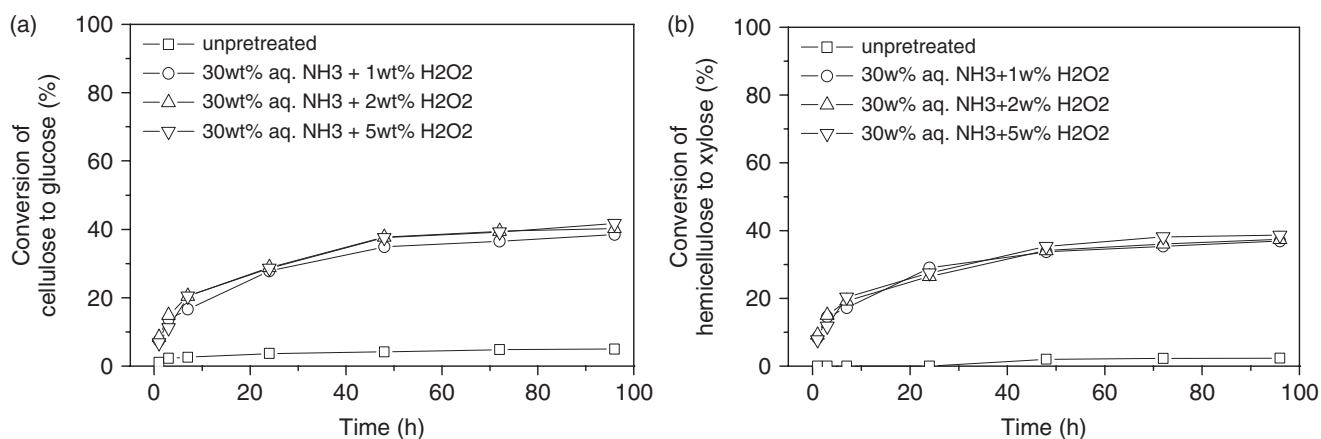 (a)
100
80
60
40
20
0
Conversion of
cellulose to glucose (%)
unpretreated
30wt% aq. NH3 + 1wt% H2O2
30wt% aq. NH3 + 2wt% H2O2
30wt% aq. NH3 + 5wt% H2O2
0 20 40 60 80 100
Time (h)
(b)
100
80
60
40
20
0
Conversion of
hemicellulose to xylose (%)
unpretreated
30w% aq. NH3+1w% H2O2
30w% aq. NH3+2w% H2O2
30w% aq. NH3+5w% H2O2
0 20 40 60 80 100
Time (h)